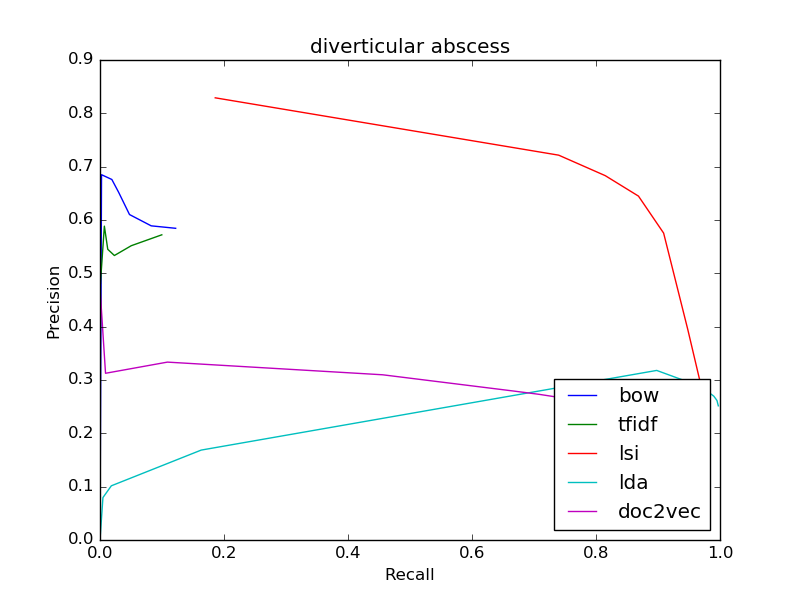 diverticular abscess
0.9
0.8
0.7
0.6
0.5
0.4
0.3
0.2
0.1
0.0
Precision
bow
tfidf
lsi
lda
doc2vec
0.0 0.2 0.4 0.6 0.8 1.0
Recall